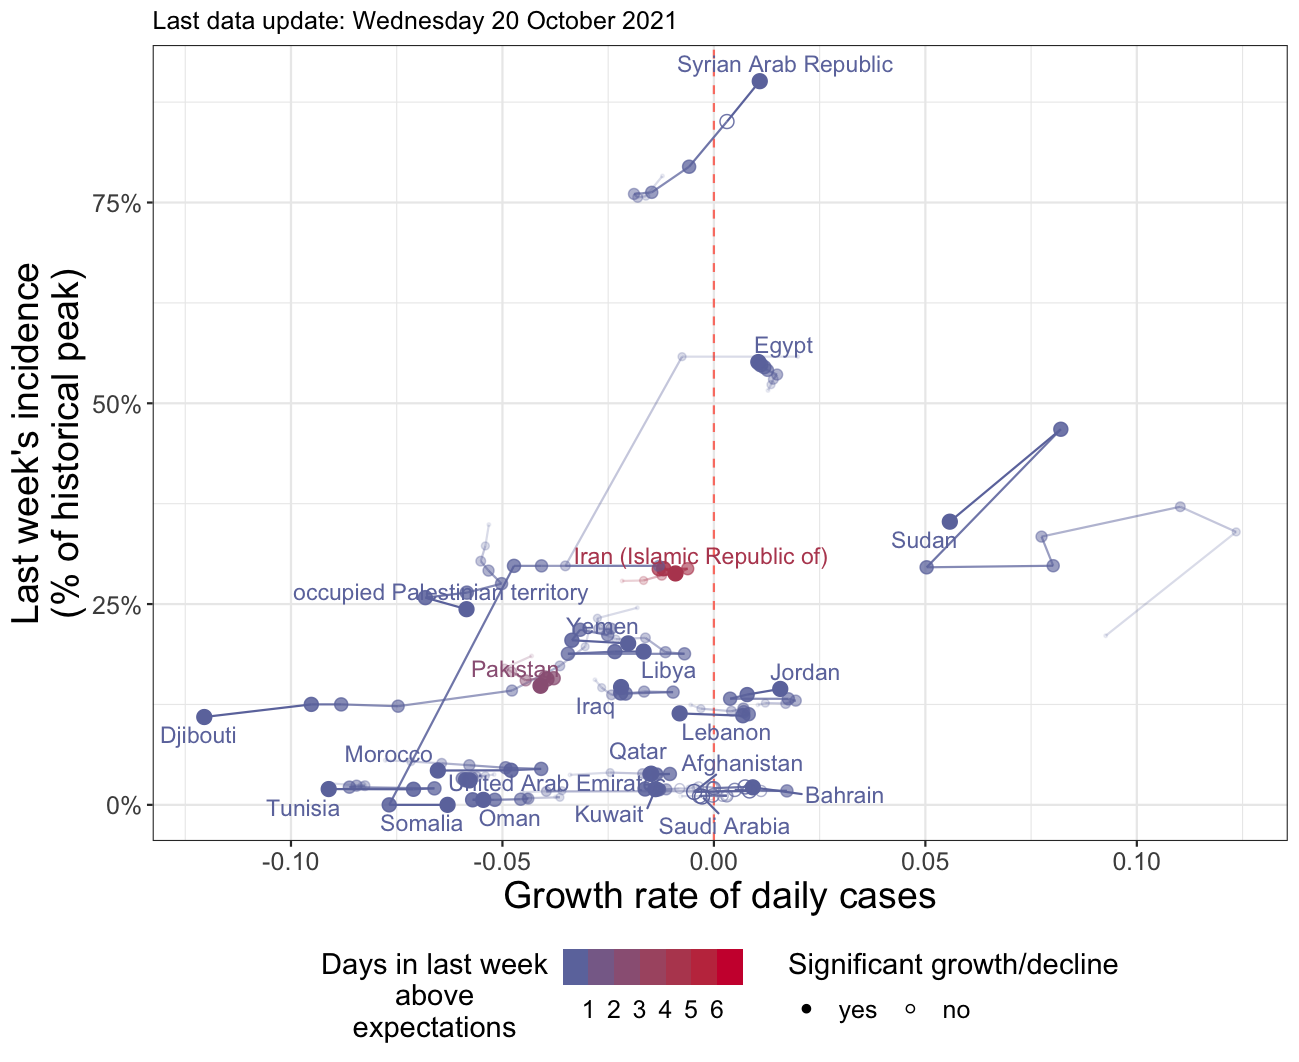 Last data update: Wednesday 20 October 2021
Syrian Arab Republic
75%
Egypt
50%
Last week's incidence
(% of historical peak)
Sudan
Iran (Islamic Republic of)
occupied Palestinian territory
25%
Yemen
Pakistan
Libya
Jordan
Iraq
Djibouti
Lebanon
Morocco
Qatar
Afghanistan
United Arab Emirates
Bahrain
0%
Tunisia
Somalia
Oman
Kuwait
Saudi Arabia
-0.10 -0.05 0.00 0.05 0.10
Growth rate of daily cases
Days in last week
above
expectations
1 2 3 4 5 6
Significant growth/decline
yes no